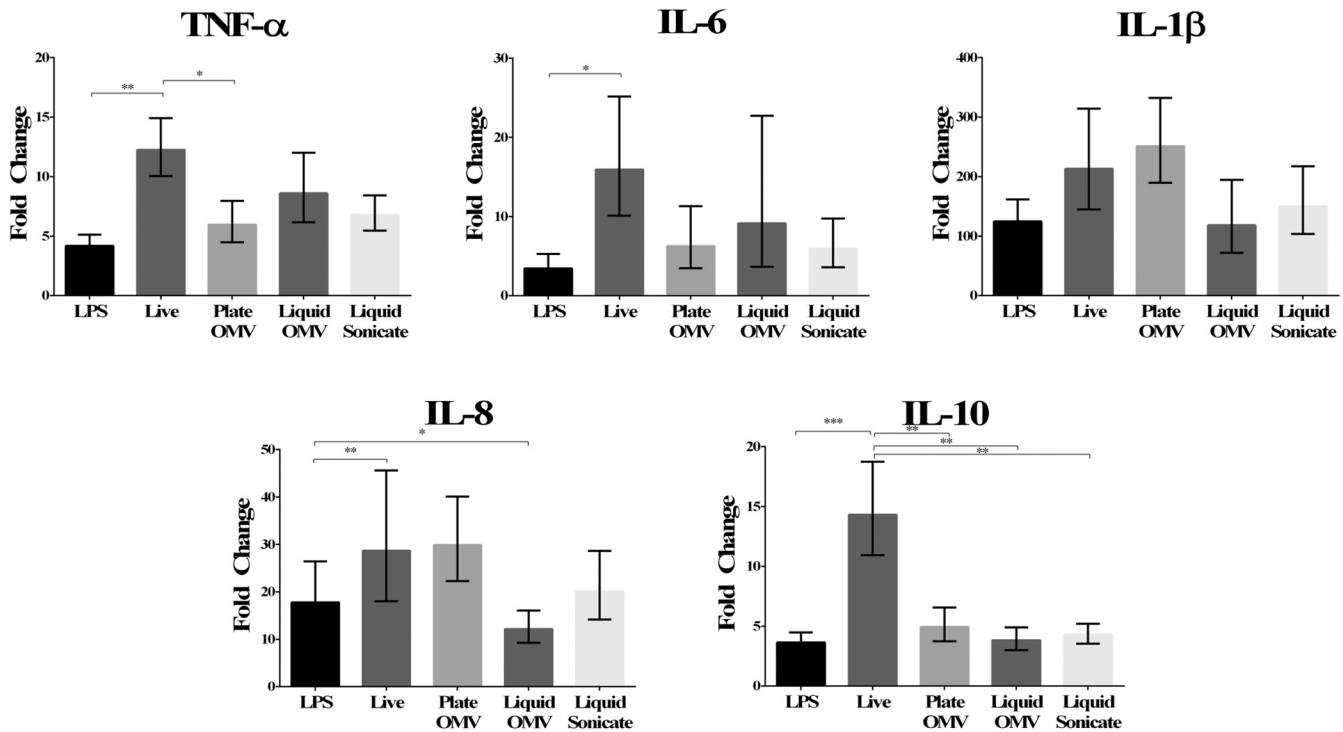 TNF-α
Fold Change
20
15
10
5
0
** *
LPS Live Plate OMV Liquid OMV Liquid Sonicate
IL-6
Fold Change
30
20
10
0
*
LPS Live Plate OMV Liquid OMV Liquid Sonicate
IL-1β
Fold Change
400
300
200
100
0
LPS Live Plate OMV Liquid OMV Liquid Sonicate
IL-8
Fold Change
50
40
30
20
10
0
*
**
LPS Live Plate OMV Liquid OMV Liquid Sonicate
IL-10
Fold Change
20
15
10
5
0
*** **
**
**
LPS Live Plate OMV Liquid OMV Liquid Sonicate